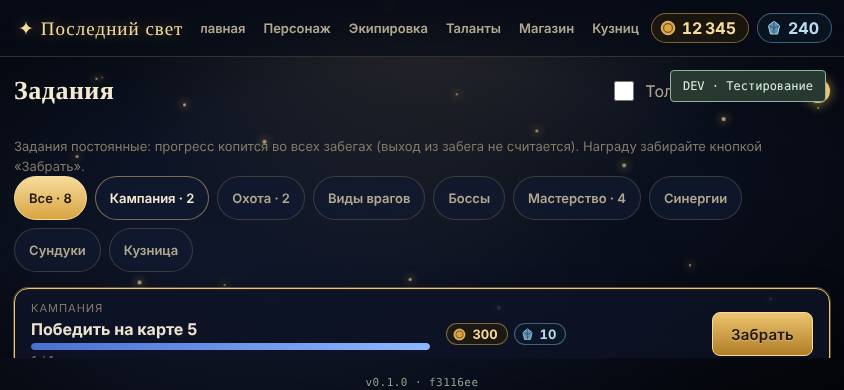 ✦ Последний свет лавная Персонаж Экипировка Таланты Магазин Кузниц 12 345 240
Задания Тол DEV · Тестирование
Задания постоянные: прогресс копится во всех забегах (выход из забега не считается). Награду забирайте кнопкой
«Забрать».
Все · 8 Кампания · 2 Охота · 2 Виды врагов Боссы Мастерство · 4 Синергии
Сундуки Кузница
КАМПАНИЯ
Победить на карте 5 300 10 Забрать
v0.1.0 · f3116ee